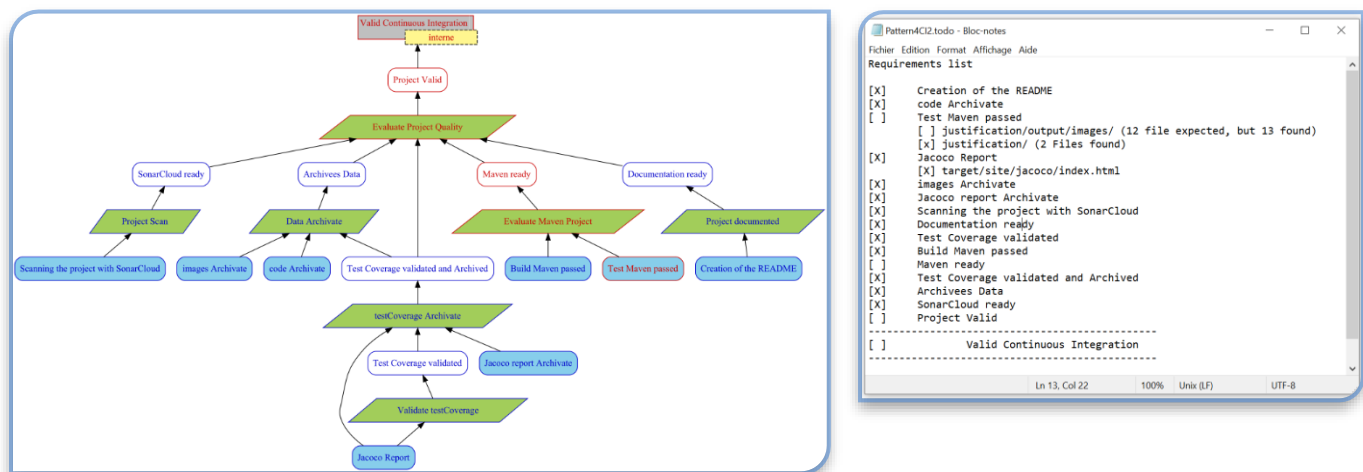 Valid Continuous Integration
interne
Project Valid
Evaluate Project Quality
SonarCloud ready
Archivees Data
Maven ready
Documentation ready
Project Scan
Data Archivate
Evaluate Maven Project
Project documented
Scanning the project with SonarCloud
images Archivate
code Archivate
Test Coverage validated and Archived
Build Maven passed
Test Maven passed
Creation of the README
testCoverage Archivate
Test Coverage validated
Jacoco report Archivate
Validate testCoverage
Jacoco Report
Pattern4CI2.todo - Bloc-notes
Fichier Edition Format Affichage Aide
Requirements list
[X] Creation of the README
[X] code Archivate
[ ] Test Maven passed
[ ] justification/output/images/ (12 file expected, but 13 found)
[x] justification/ (2 Files found)
[X] Jacoco Report
[X] target/site/jacoco/index.html
[X] images Archivate
[X] Jacoco report Archivate
[X] Scanning the project with SonarCloud
[X] Documentation ready
[X] Test Coverage validated
[X] Build Maven passed
[ ] Maven ready
[X] Test Coverage validated and Archived
[X] Archivees Data
[X] SonarCloud ready
[ ] Project Valid
-----------------------------------------------
[ ] Valid Continuous Integration
-----------------------------------------------
Ln 13, Col 22 100% Unix (LF) UTF-8